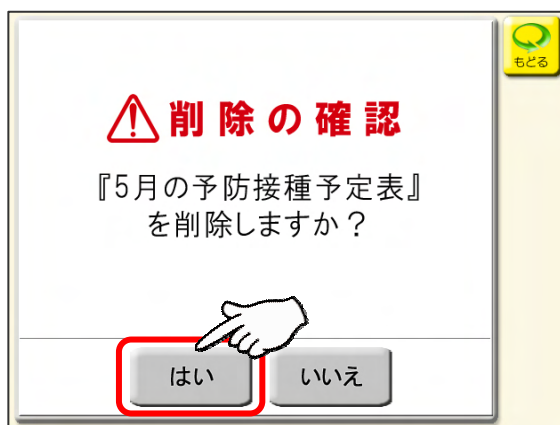 もどる
削除の確認
『5月の予防接種予定表』
を削除しますか？
はい
いいえ